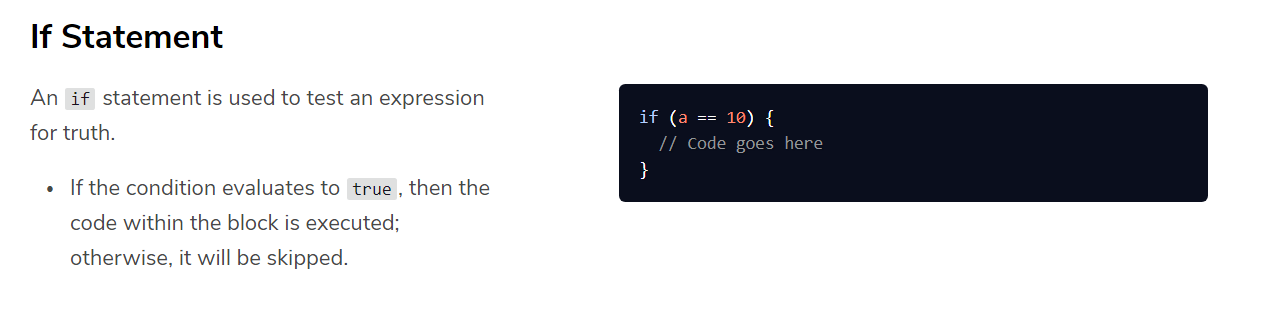 If Statement
An if statement is used to test an expression
for truth.
• If the condition evaluates to true, then the
code within the block is executed;
otherwise, it will be skipped.
if (a == 10) {
  // Code goes here
}